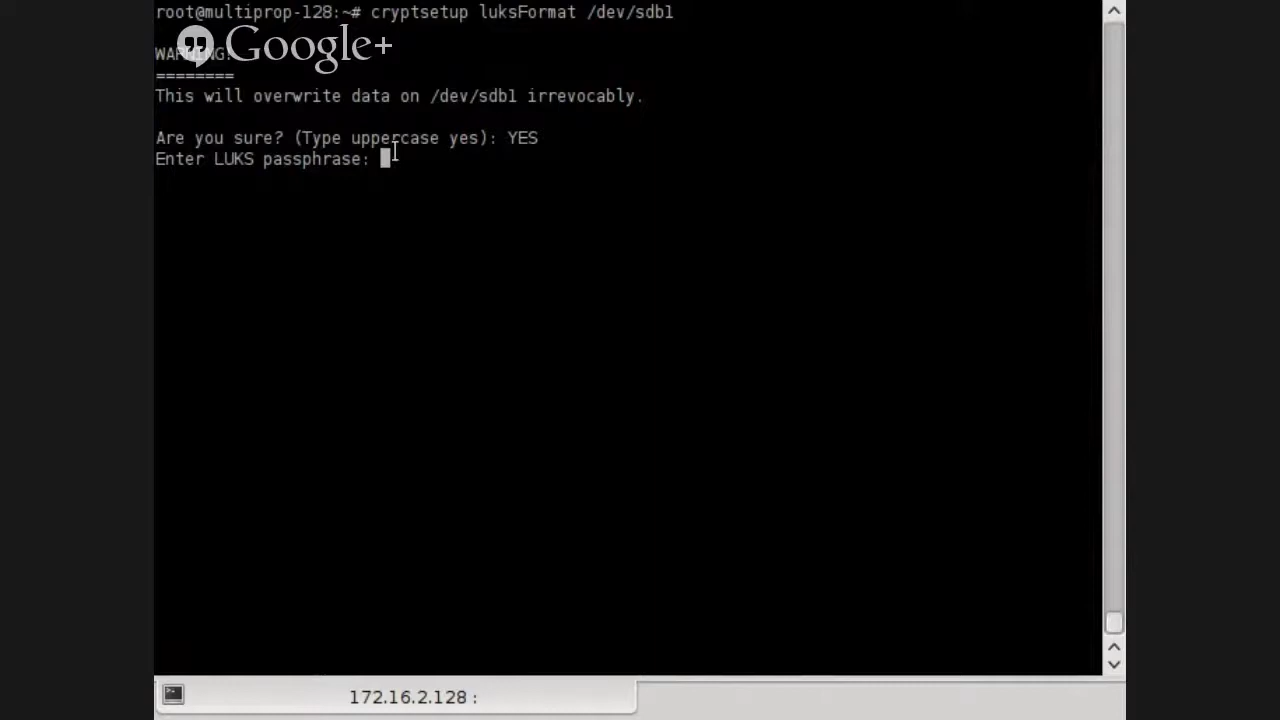 root@multiprop-128:~# cryptsetup luksFormat /dev/sdb1
Google+
WARNING!
========
This will overwrite data on /dev/sdb1 irrevocably.
Are you sure? (Type uppercase yes): YES
Enter LUKS passphrase:
172.16.2.128 :